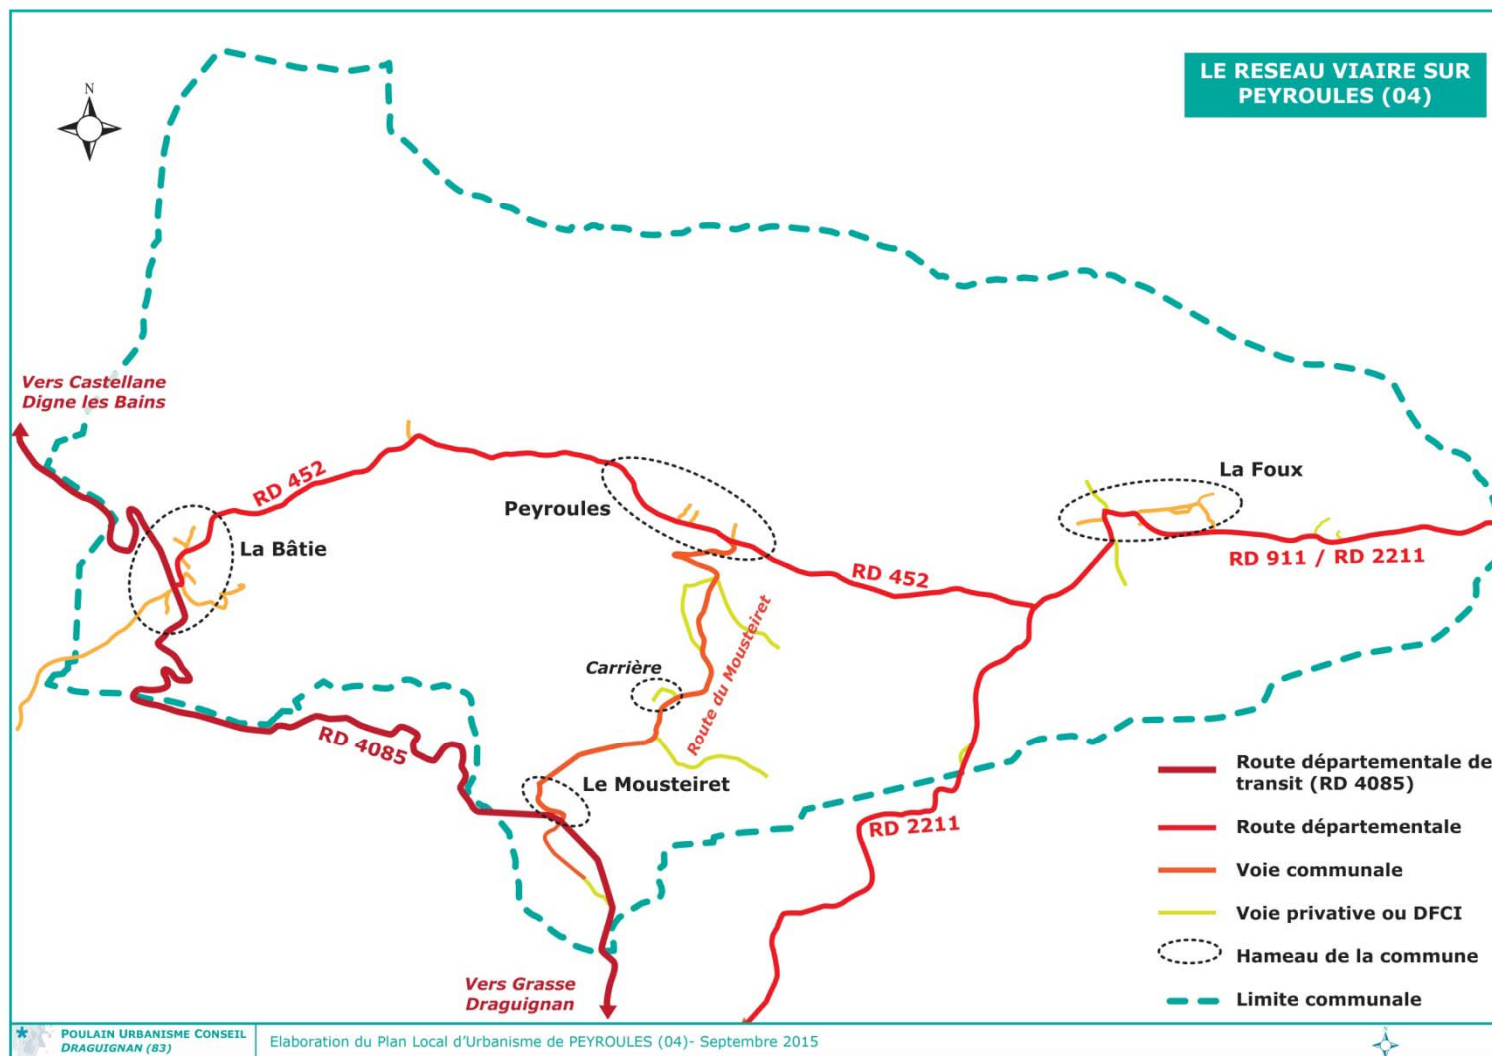 LE RESEAU VIAIRE SUR
PEYROULES (04)
N
Vers Castellane
Digne les Bains
RD 452
La Bâtie
Peyroules
La Foux
RD 452
RD 911 / RD 2211
Route du Mousteiret
Carrière
RD 4085
Le Mousteiret
RD 2211
Vers Grasse
Draguignan
Route départementale de
transit (RD 4085)
Route départementale
Voie communale
Voie privative ou DFCI
Hameau de la commune
Limite communale
POULAIN URBANISME CONSEIL
DRAGUIGNAN (83)
Elaboration du Plan Local d'Urbanisme de PEYROULES (04)- Septembre 2015